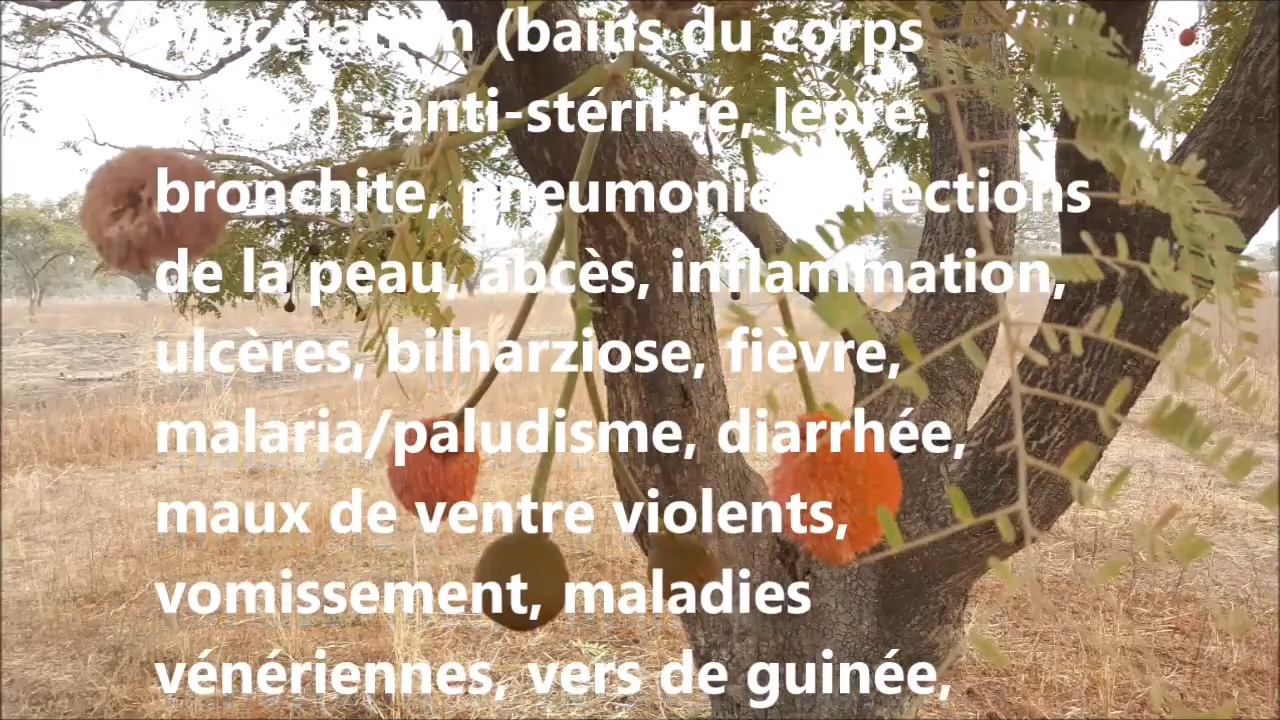 Macération (bains du corps
: anti-stérilité, lèpre,
bronchite, pneumonie, infections
de la peau, abcès, inflammation,
ulcères, bilharziose, fièvre,
malaria/paludisme, diarrhée,
maux de ventre violents,
vomissement, maladies
vénériennes, vers de guinée,